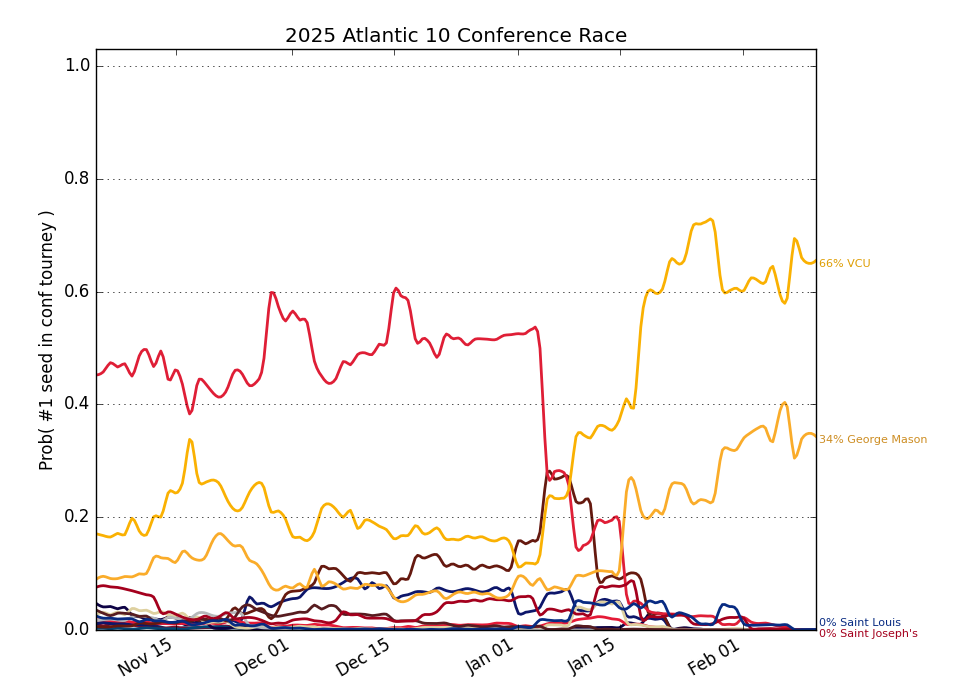 2025 Atlantic 10 Conference Race
Prob( #1 seed in conf tourney )
1.0
0.8
0.6
0.4
0.2
0.0
66% VCU
34% George Mason
0% Saint Louis
0% Saint Joseph's
Nov 15
Dec 01
Dec 15
Jan 01
Jan 15
Feb 01